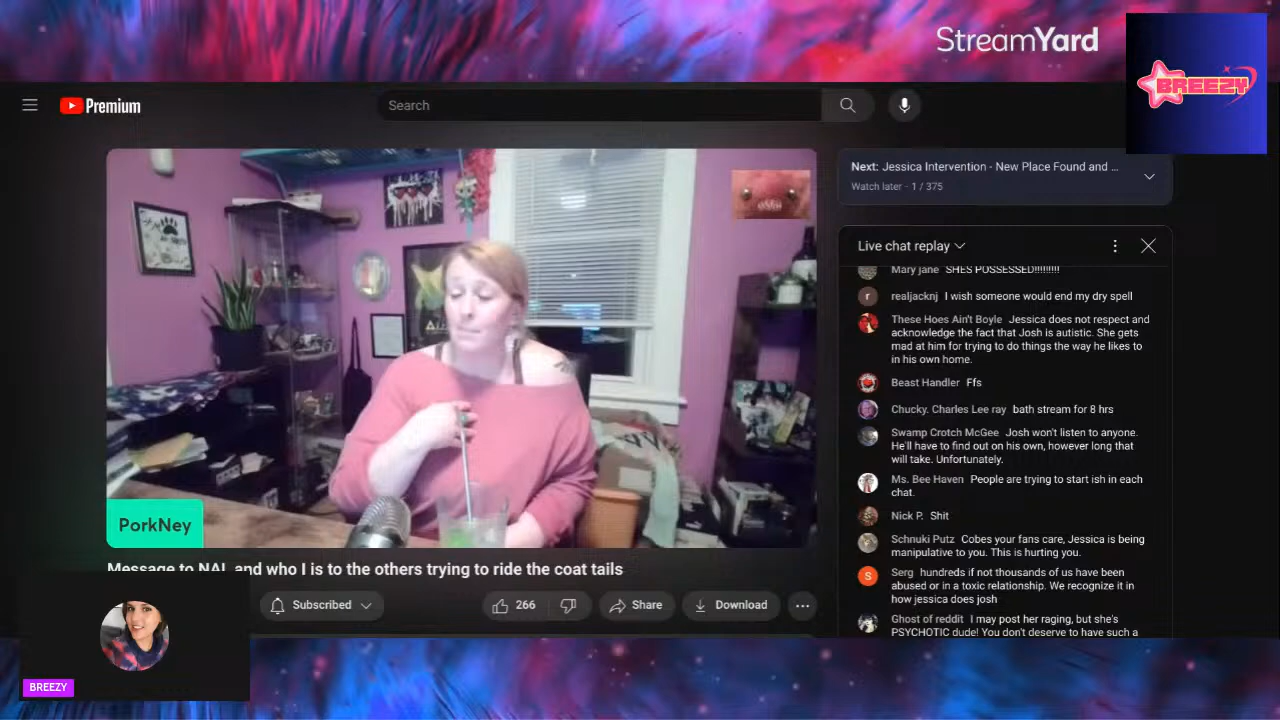 StreamYard
BREEZY
Premium
Search
Next: Jessica Intervention - New Place Found and ...
Watch later - 1 / 375
Live chat replay
Mary jane SHES POSSESSED!!!!!!!!!
realjacknj I wish someone would end my dry spell
These Hoes Ain't Boyle Jessica does not respect and
acknowledge the fact that Josh is autistic. She gets
mad at him for trying to do things the way he likes to
in his own home.
Beast Handler Ffs
Chucky. Charles Lee ray bath stream for 8 hrs
Swamp Crotch McGee Josh won't listen to anyone.
He'll have to find out on his own, however long that
will take. Unfortunately.
Ms. Bee Haven People are trying to start ish in each
chat.
Nick P. Shit
Schnuki Putz Cobes your fans care, Jessica is being
manipulative to you. This is hurting you.
S
Serg hundreds if not thousands of us have been
abused or in a toxic relationship. We recognize it in
how jessica does josh
Ghost of reddit I may post her raging, but she's
PSYCHOTIC dude! You don't deserve to have such a
PorkNey
Message to NAL and who I is to the others trying to ride the coat tails
Subscribed
266
Share
Download
BREEZY